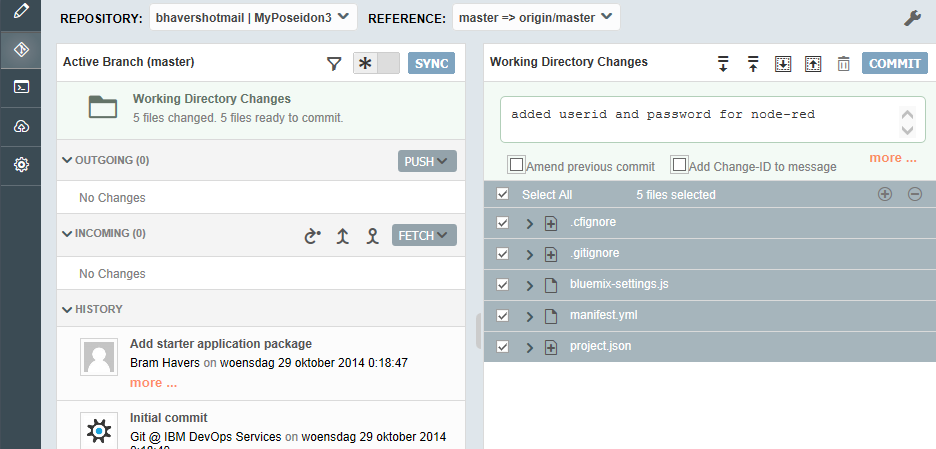 REPOSITORY: bhavershotmail | MyPoseidon3 REFERENCE: master => origin/master
Active Branch (master) SYNC
Working Directory Changes
5 files changed. 5 files ready to commit.
OUTGOING (0) PUSH
No Changes
INCOMING (0) FETCH
No Changes
HISTORY
Add starter application package
Bram Havers on woensdag 29 oktober 2014 0:18:47
more ...
Initial commit
Git @ IBM DevOps Services on woensdag 29 oktober 2014
Working Directory Changes COMMIT
added userid and password for node-red
more ...
Amend previous commit Add Change-ID to message
Select All 5 files selected
.cfignore
.gitignore
bluemix-settings.js
manifest.yml
project.json